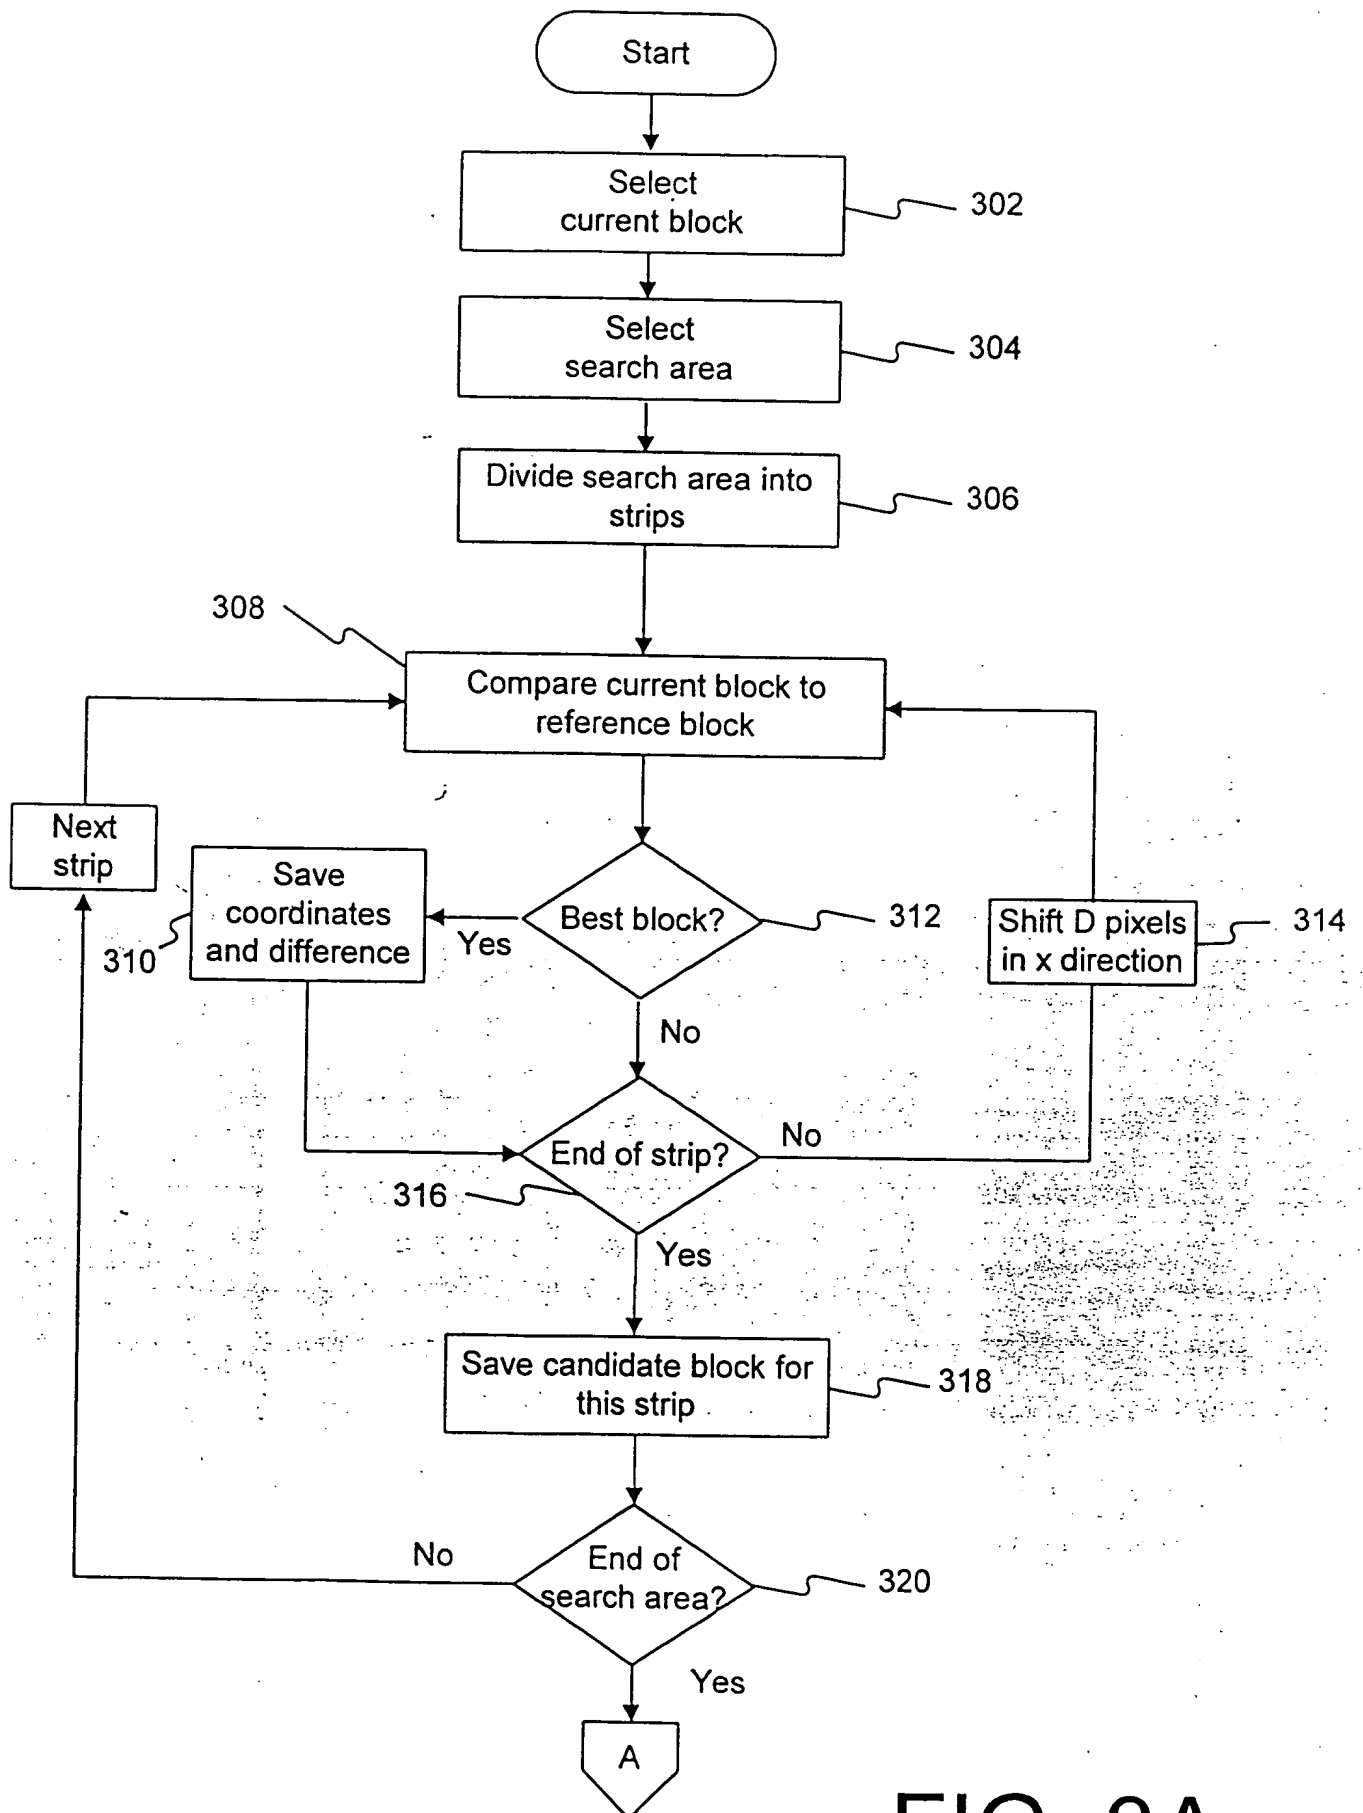 Start
Select
current block
302
Select
search area
304
Divide search area into
strips
306
308
Compare current block to
reference block
Next
strip
Save
coordinates
and difference
310
Yes
Best block?
312
Shift D pixels
in x direction
314
No
End of strip?
No
316
Yes
Save candidate block for
this strip
318
No
End of
search area?
320
Yes
A